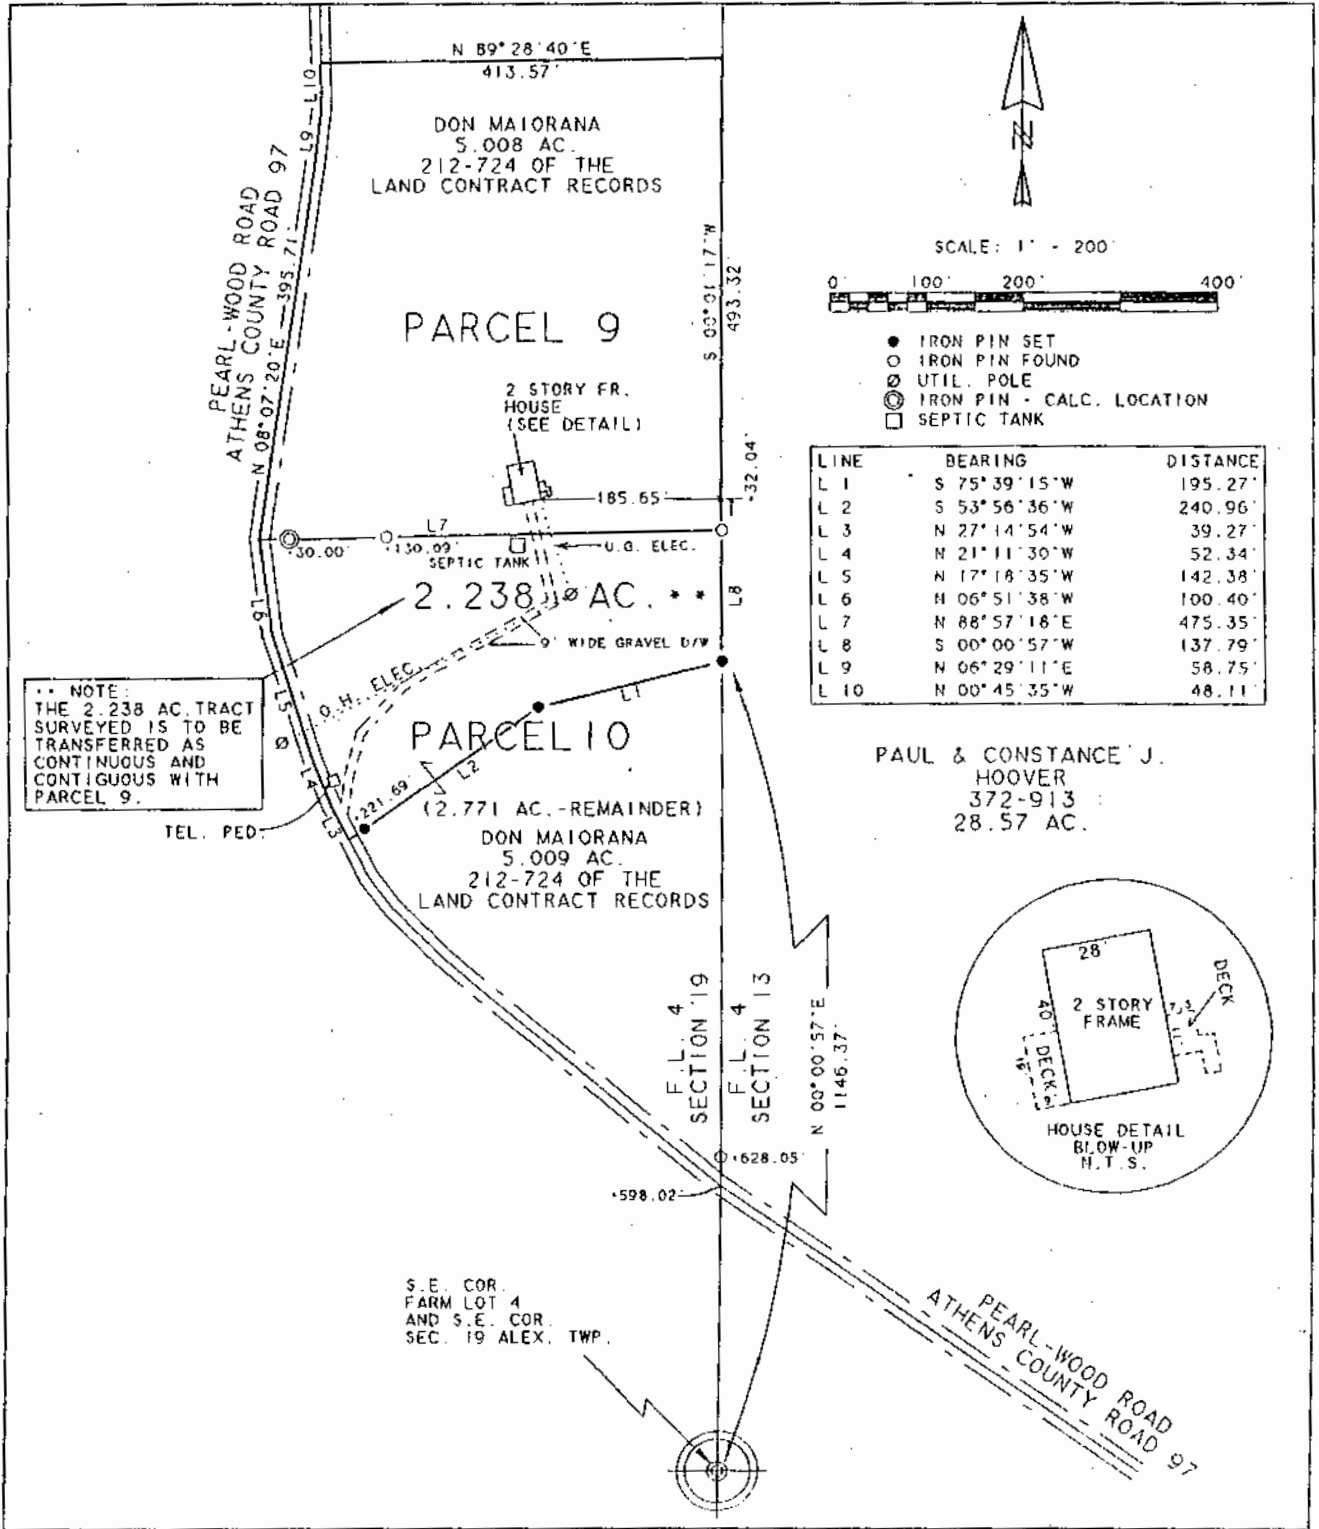 N 89°28'40"E
413.57'
DON MAIORANA
5.008 AC.
212-724 OF THE
LAND CONTRACT RECORDS
L10
L9
PEARL-WOOD ROAD
ATHENS COUNTY ROAD 97
N 08°07'20"E 395.71'
S 00°01'17"W
493.32'
PARCEL 9
2 STORY FR.
HOUSE
(SEE DETAIL)
N
SCALE: 1" - 200'
0' 100' 200' 400'
IRON PIN SET
IRON PIN FOUND
UTIL. POLE
IRON PIN - CALC. LOCATION
SEPTIC TANK
LINE BEARING DISTANCE
L 1 S 75°39'15"W 195.27'
L 2 S 53°56'36"W 240.96'
L 3 N 27°14'54"W 39.27'
L 4 N 21°11'30"W 52.34'
L 5 N 17°18'35"W 142.38'
L 6 N 06°51'38"W 100.40'
L 7 N 88°57'18"E 475.35'
L 8 S 00°00'57"W 137.79'
L 9 N 06°29'11"E 58.75'
L 10 N 00°45'35"W 48.11'
185.65'
+32.04'
L7
+30.00'
+130.09'
SEPTIC TANK
U.G. ELEC.
2.238 AC. **
L8
L6
9' WIDE GRAVEL D/W
O.H. ELEC.
L1
L5
** NOTE:
THE 2.238 AC. TRACT
SURVEYED IS TO BE
TRANSFERRED AS
CONTINUOUS AND
CONTIGUOUS WITH
PARCEL 9.
PARCEL 10
L2
L4
+221.69'
L3
TEL. PED.
(2.771 AC.-REMAINDER)
DON MAIORANA
5.009 AC.
212-724 OF THE
LAND CONTRACT RECORDS
PAUL & CONSTANCE J.
HOOVER
372-913
28.57 AC.
F.L. 4
SECTION 19
F.L. 4
SECTION 13
N 00°00'57"E
1146.37'
28'
40'
2 STORY
FRAME
DECK
DECK
16'
HOUSE DETAIL
BLOW-UP
N.T.S.
+628.05'
+598.02'
S.E. COR.
FARM LOT 4
AND S.E. COR.
SEC. 19 ALEX. TWP.
PEARL-WOOD ROAD
ATHENS COUNTY ROAD 97